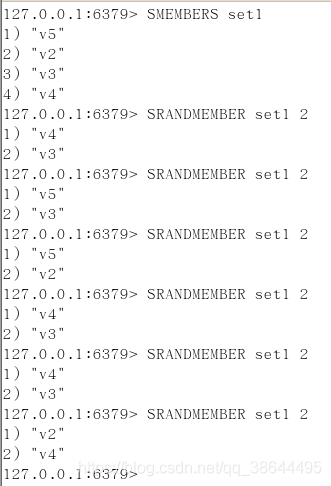 127.0.0.1:6379> SMEMBERS set1
1) "v5"
2) "v2"
3) "v3"
4) "v4"
127.0.0.1:6379> SRANDMEMBER set1 2
1) "v4"
2) "v3"
127.0.0.1:6379> SRANDMEMBER set1 2
1) "v5"
2) "v3"
127.0.0.1:6379> SRANDMEMBER set1 2
1) "v5"
2) "v2"
127.0.0.1:6379> SRANDMEMBER set1 2
1) "v4"
2) "v3"
127.0.0.1:6379> SRANDMEMBER set1 2
1) "v4"
2) "v3"
127.0.0.1:6379> SRANDMEMBER set1 2
1) "v2"
2) "v4"
https://blog.csdn.net/qq_38644495
127.0.0.1:6379>